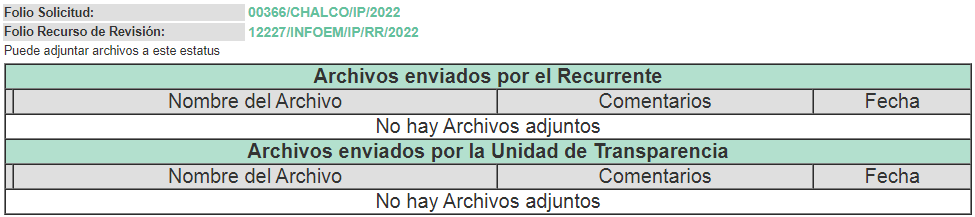 Folio Solicitud: 00366/CHALCO/IP/2022
Folio Recurso de Revisión: 12227/INFOEM/IP/RR/2022
Puede adjuntar archivos a este estatus
Archivos enviados por el Recurrente
Nombre del Archivo Comentarios Fecha
No hay Archivos adjuntos
Archivos enviados por la Unidad de Transparencia
Nombre del Archivo Comentarios Fecha
No hay Archivos adjuntos